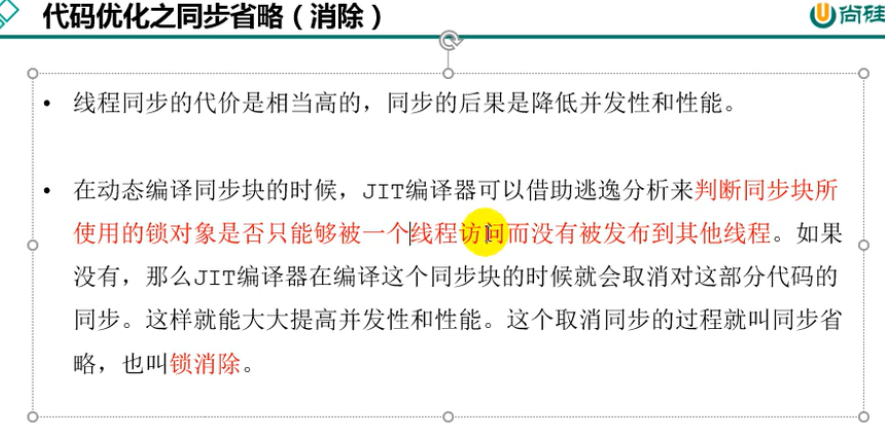 代码优化之同步省略（消除）
尚硅
• 线程同步的代价是相当高的，同步的后果是降低并发性和性能。
• 在动态编译同步块的时候，JIT编译器可以借助逃逸分析来判断同步块所
使用的锁对象是否只能够被一个线程访问而没有被发布到其他线程。如果
没有，那么JIT编译器在编译这个同步块的时候就会取消对这部分代码的
同步。这样就能大大提高并发性和性能。这个取消同步的过程就叫同步省
略，也叫锁消除。